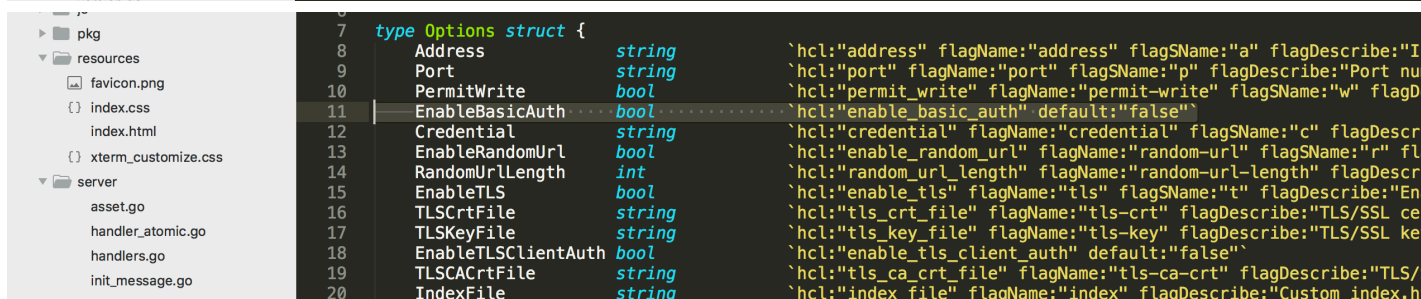 pkg
resources
favicon.png
{} index.css
index.html
{} xterm_customize.css
server
asset.go
handler_atomic.go
handlers.go
init_message.go
7 type Options struct {
8 Address string `hcl:"address" flagName:"address" flagSName:"a" flagDescribe:"I
9 Port string `hcl:"port" flagName:"port" flagSName:"p" flagDescribe:"Port nu
10 PermitWrite bool `hcl:"permit_write" flagName:"permit-write" flagSName:"w" flagD
11 EnableBasicAuth bool `hcl:"enable_basic_auth" default:"false"`
12 Credential string `hcl:"credential" flagName:"credential" flagSName:"c" flagDescr
13 EnableRandomUrl bool `hcl:"enable_random_url" flagName:"random-url" flagSName:"r" fl
14 RandomUrlLength int `hcl:"random_url_length" flagName:"random-url-length" flagDescr
15 EnableTLS bool `hcl:"enable_tls" flagName:"tls" flagSName:"t" flagDescribe:"En
16 TLSCrtFile string `hcl:"tls_crt_file" flagName:"tls-crt" flagDescribe:"TLS/SSL ce
17 TLSKeyFile string `hcl:"tls_key_file" flagName:"tls-key" flagDescribe:"TLS/SSL ke
18 EnableTLSClientAuth bool `hcl:"enable_tls_client_auth" default:"false"`
19 TLSCACrtFile string `hcl:"tls_ca_crt_file" flagName:"tls-ca-crt" flagDescribe:"TLS/
20 IndexFile string `hcl:"index_file" flagName:"index" flagDescribe:"Custom index.h